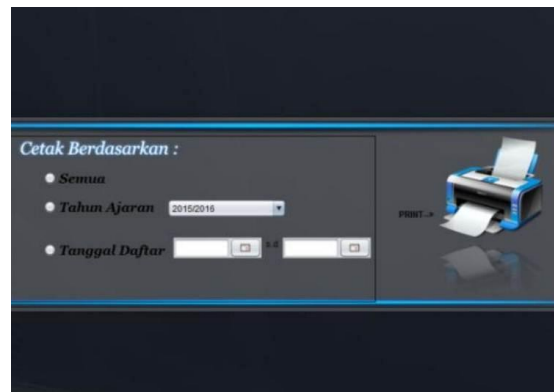 Cetak Berdasarkan :
Semua
Tahun Ajaran 2015/2016
Tanggal Daftar s.d
PRINT->